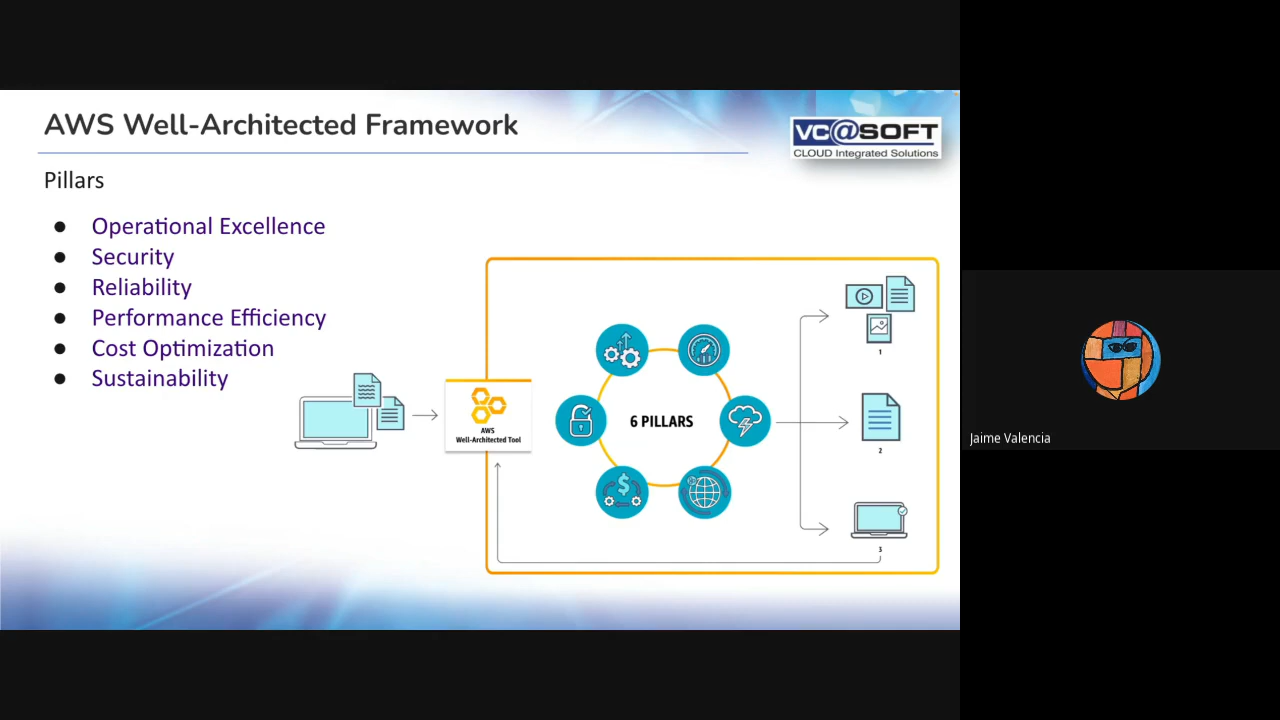 AWS Well-Architected Framework
VC@SOFT
CLOUD Integrated Solutions
Pillars
● Operational Excellence
● Security
● Reliability
● Performance Efficiency
● Cost Optimization
● Sustainability
AWS
Well-Architected Tool
6 PILLARS
1
2
3
Jaime Valencia